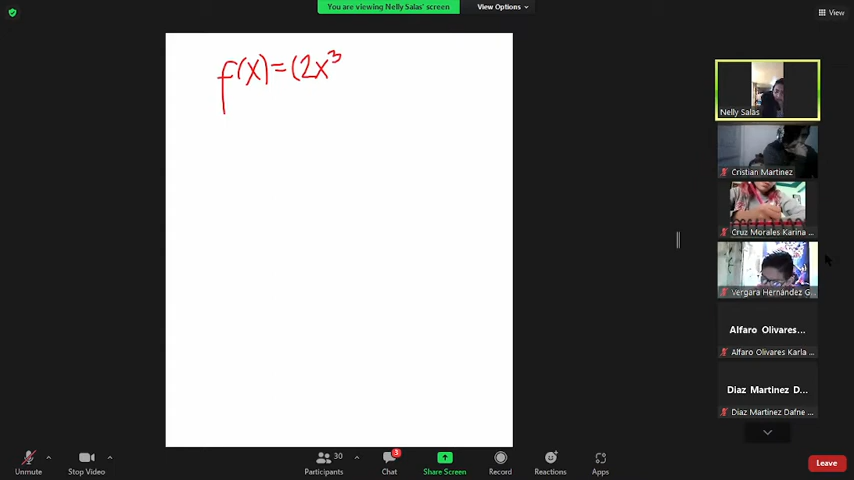 You are viewing Nelly Salas' screen
View Options
View
f(x)=(2x³
Nelly Salas
Cristian Martinez
Cruz Morales Karina ...
Vergara Hernández G...
Alfaro Olivares...
Alfaro Olivares Karla ...
Diaz Martinez D...
Diaz Martinez Dafne ...
Unmute
Stop Video
30
Participants
3
Chat
Share Screen
Record
Reactions
Apps
Leave